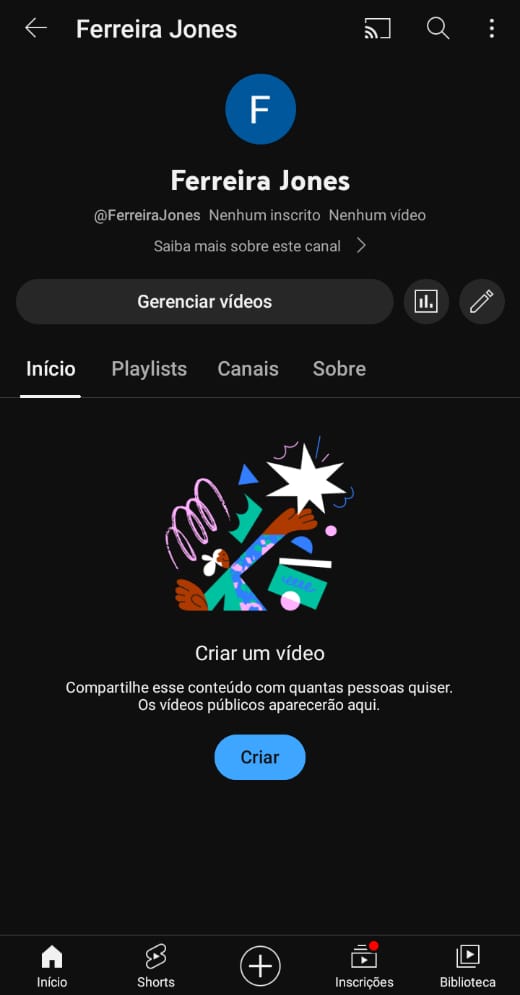 Ferreira Jones
F
Ferreira Jones
@FerreiraJones Nenhum inscrito Nenhum vídeo
Saiba mais sobre este canal
Gerenciar vídeos
Início Playlists Canais Sobre
Criar um vídeo
Compartilhe esse conteúdo com quantas pessoas quiser.
Os vídeos públicos aparecerão aqui.
Criar
Início Shorts Inscrições Biblioteca